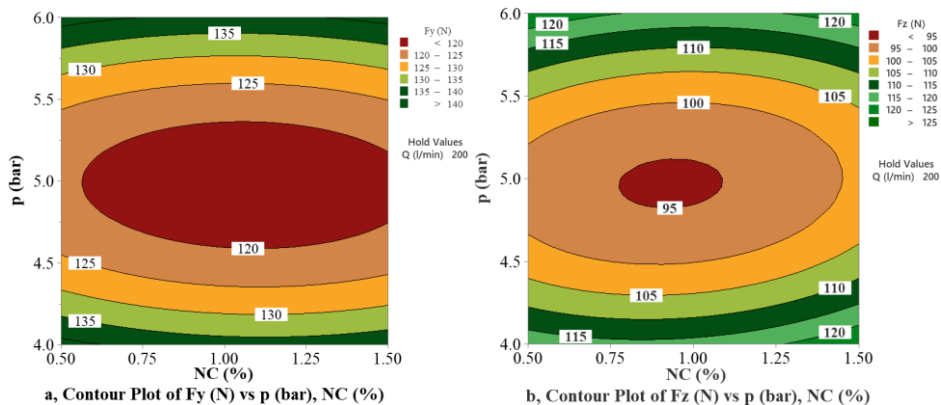 6.0
5.5
5.0
4.5
4.0
p (bar)
135
130
125
120
125
130
135
0.50
0.75
1.00
1.25
1.50
NC (%)
Fy (N)
< 120
120 – 125
125 – 130
130 – 135
135 – 140
> 140
Hold Values
Q (l/min) 200
a, Contour Plot of Fy (N) vs p (bar), NC (%)
6.0
5.5
5.0
4.5
4.0
p (bar)
120
120
115
110
105
100
95
105
110
115
120
0.50
0.75
1.00
1.25
1.50
NC (%)
Fz (N)
< 95
95 – 100
100 – 105
105 – 110
110 – 115
115 – 120
120 – 125
> 125
Hold Values
Q (l/min) 200
b, Contour Plot of Fz (N) vs p (bar), NC (%)